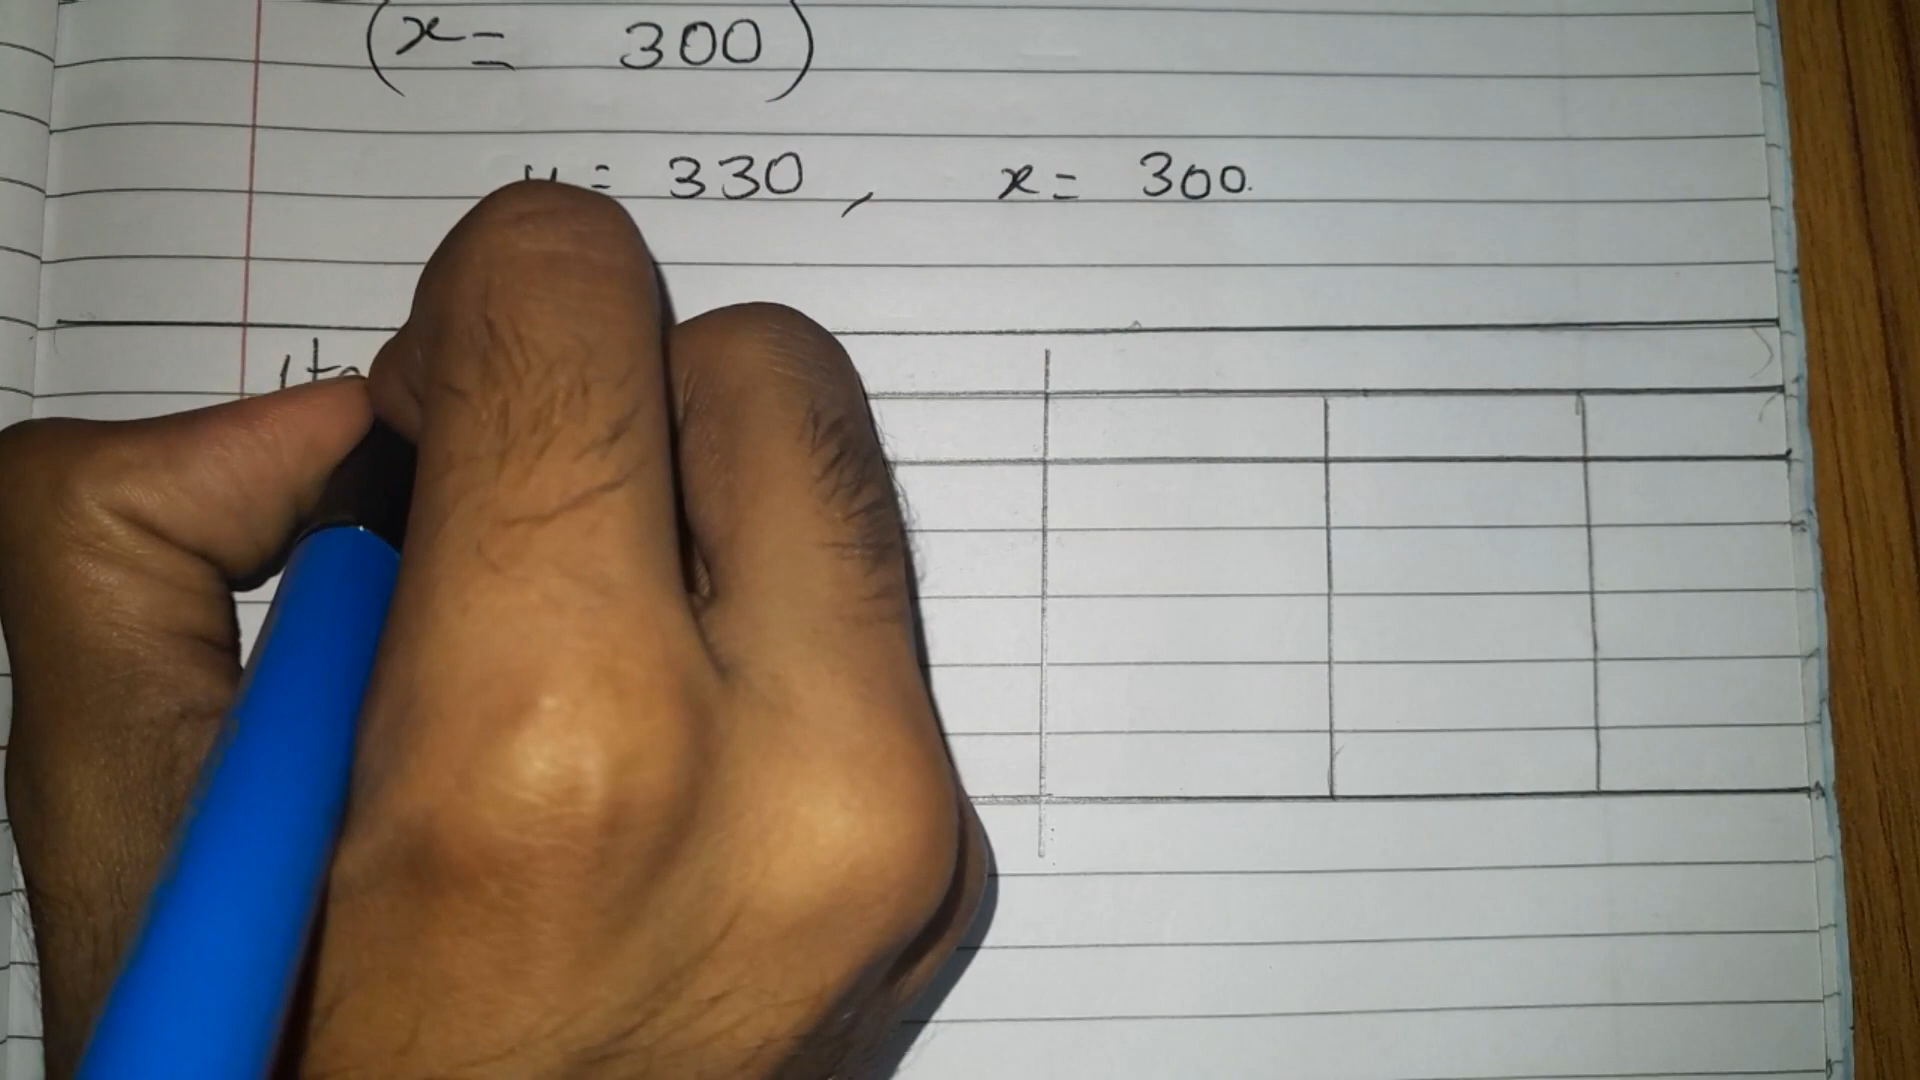 (x = 300)
= 330, x = 300.